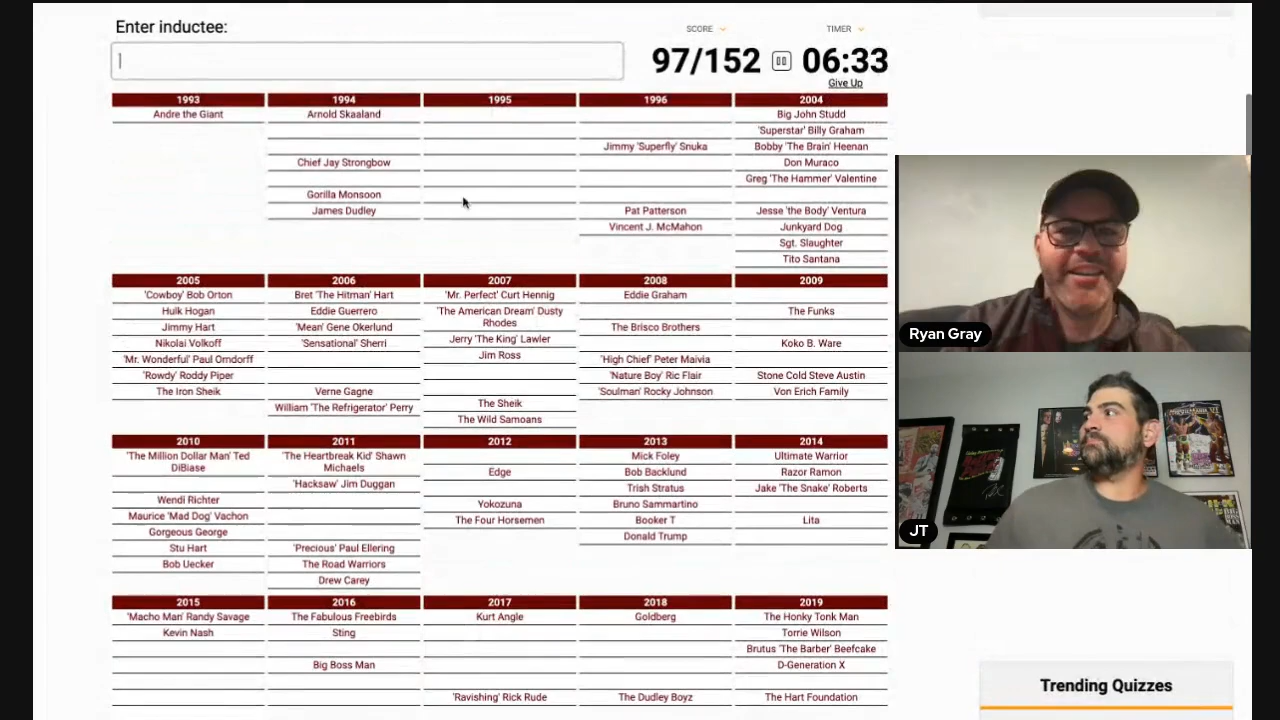 Enter inductee:
SCORE
TIMER
97/152
06:33
Give Up
1993 1994 1995 1996 2004
Andre the Giant Arnold Skaaland Big John Studd
'Superstar' Billy Graham
Jimmy 'Superfly' Snuka Bobby 'The Brain' Heenan
Chief Jay Strongbow Don Muraco
Greg 'The Hammer' Valentine
Gorilla Monsoon
James Dudley Pat Patterson Jesse 'the Body' Ventura
Vincent J. McMahon Junkyard Dog
Sgt. Slaughter
Tito Santana
2005 2006 2007 2008 2009
'Cowboy' Bob Orton Bret 'The Hitman' Hart 'Mr. Perfect' Curt Hennig Eddie Graham
Hulk Hogan Eddie Guerrero 'The American Dream' Dusty The Funks
Rhodes
Jimmy Hart 'Mean' Gene Okerlund The Brisco Brothers
Nikolai Volkoff 'Sensational' Sherri Jerry 'The King' Lawler Koko B. Ware
'Mr. Wonderful' Paul Orndorff Jim Ross 'High Chief' Peter Maivia
'Rowdy' Roddy Piper 'Nature Boy' Ric Flair Stone Cold Steve Austin
The Iron Sheik Verne Gagne 'Soulman' Rocky Johnson Von Erich Family
William 'The Refrigerator' Perry The Sheik
The Wild Samoans
2010 2011 2012 2013 2014
'The Million Dollar Man' Ted 'The Heartbreak Kid' Shawn Mick Foley Ultimate Warrior
DiBiase Michaels Edge Bob Backlund Razor Ramon
'Hacksaw' Jim Duggan Trish Stratus Jake 'The Snake' Roberts
Wendi Richter Yokozuna Bruno Sammartino
Maurice 'Mad Dog' Vachon The Four Horsemen Booker T Lita
Gorgeous George Donald Trump
Stu Hart 'Precious' Paul Ellering
Bob Uecker The Road Warriors
Drew Carey
2015 2016 2017 2018 2019
'Macho Man' Randy Savage The Fabulous Freebirds Kurt Angle Goldberg The Honky Tonk Man
Kevin Nash Sting Torrie Wilson
Brutus 'The Barber' Beefcake
Big Boss Man D-Generation X
'Ravishing' Rick Rude The Dudley Boyz The Hart Foundation
Ryan Gray
JT
Trending Quizzes